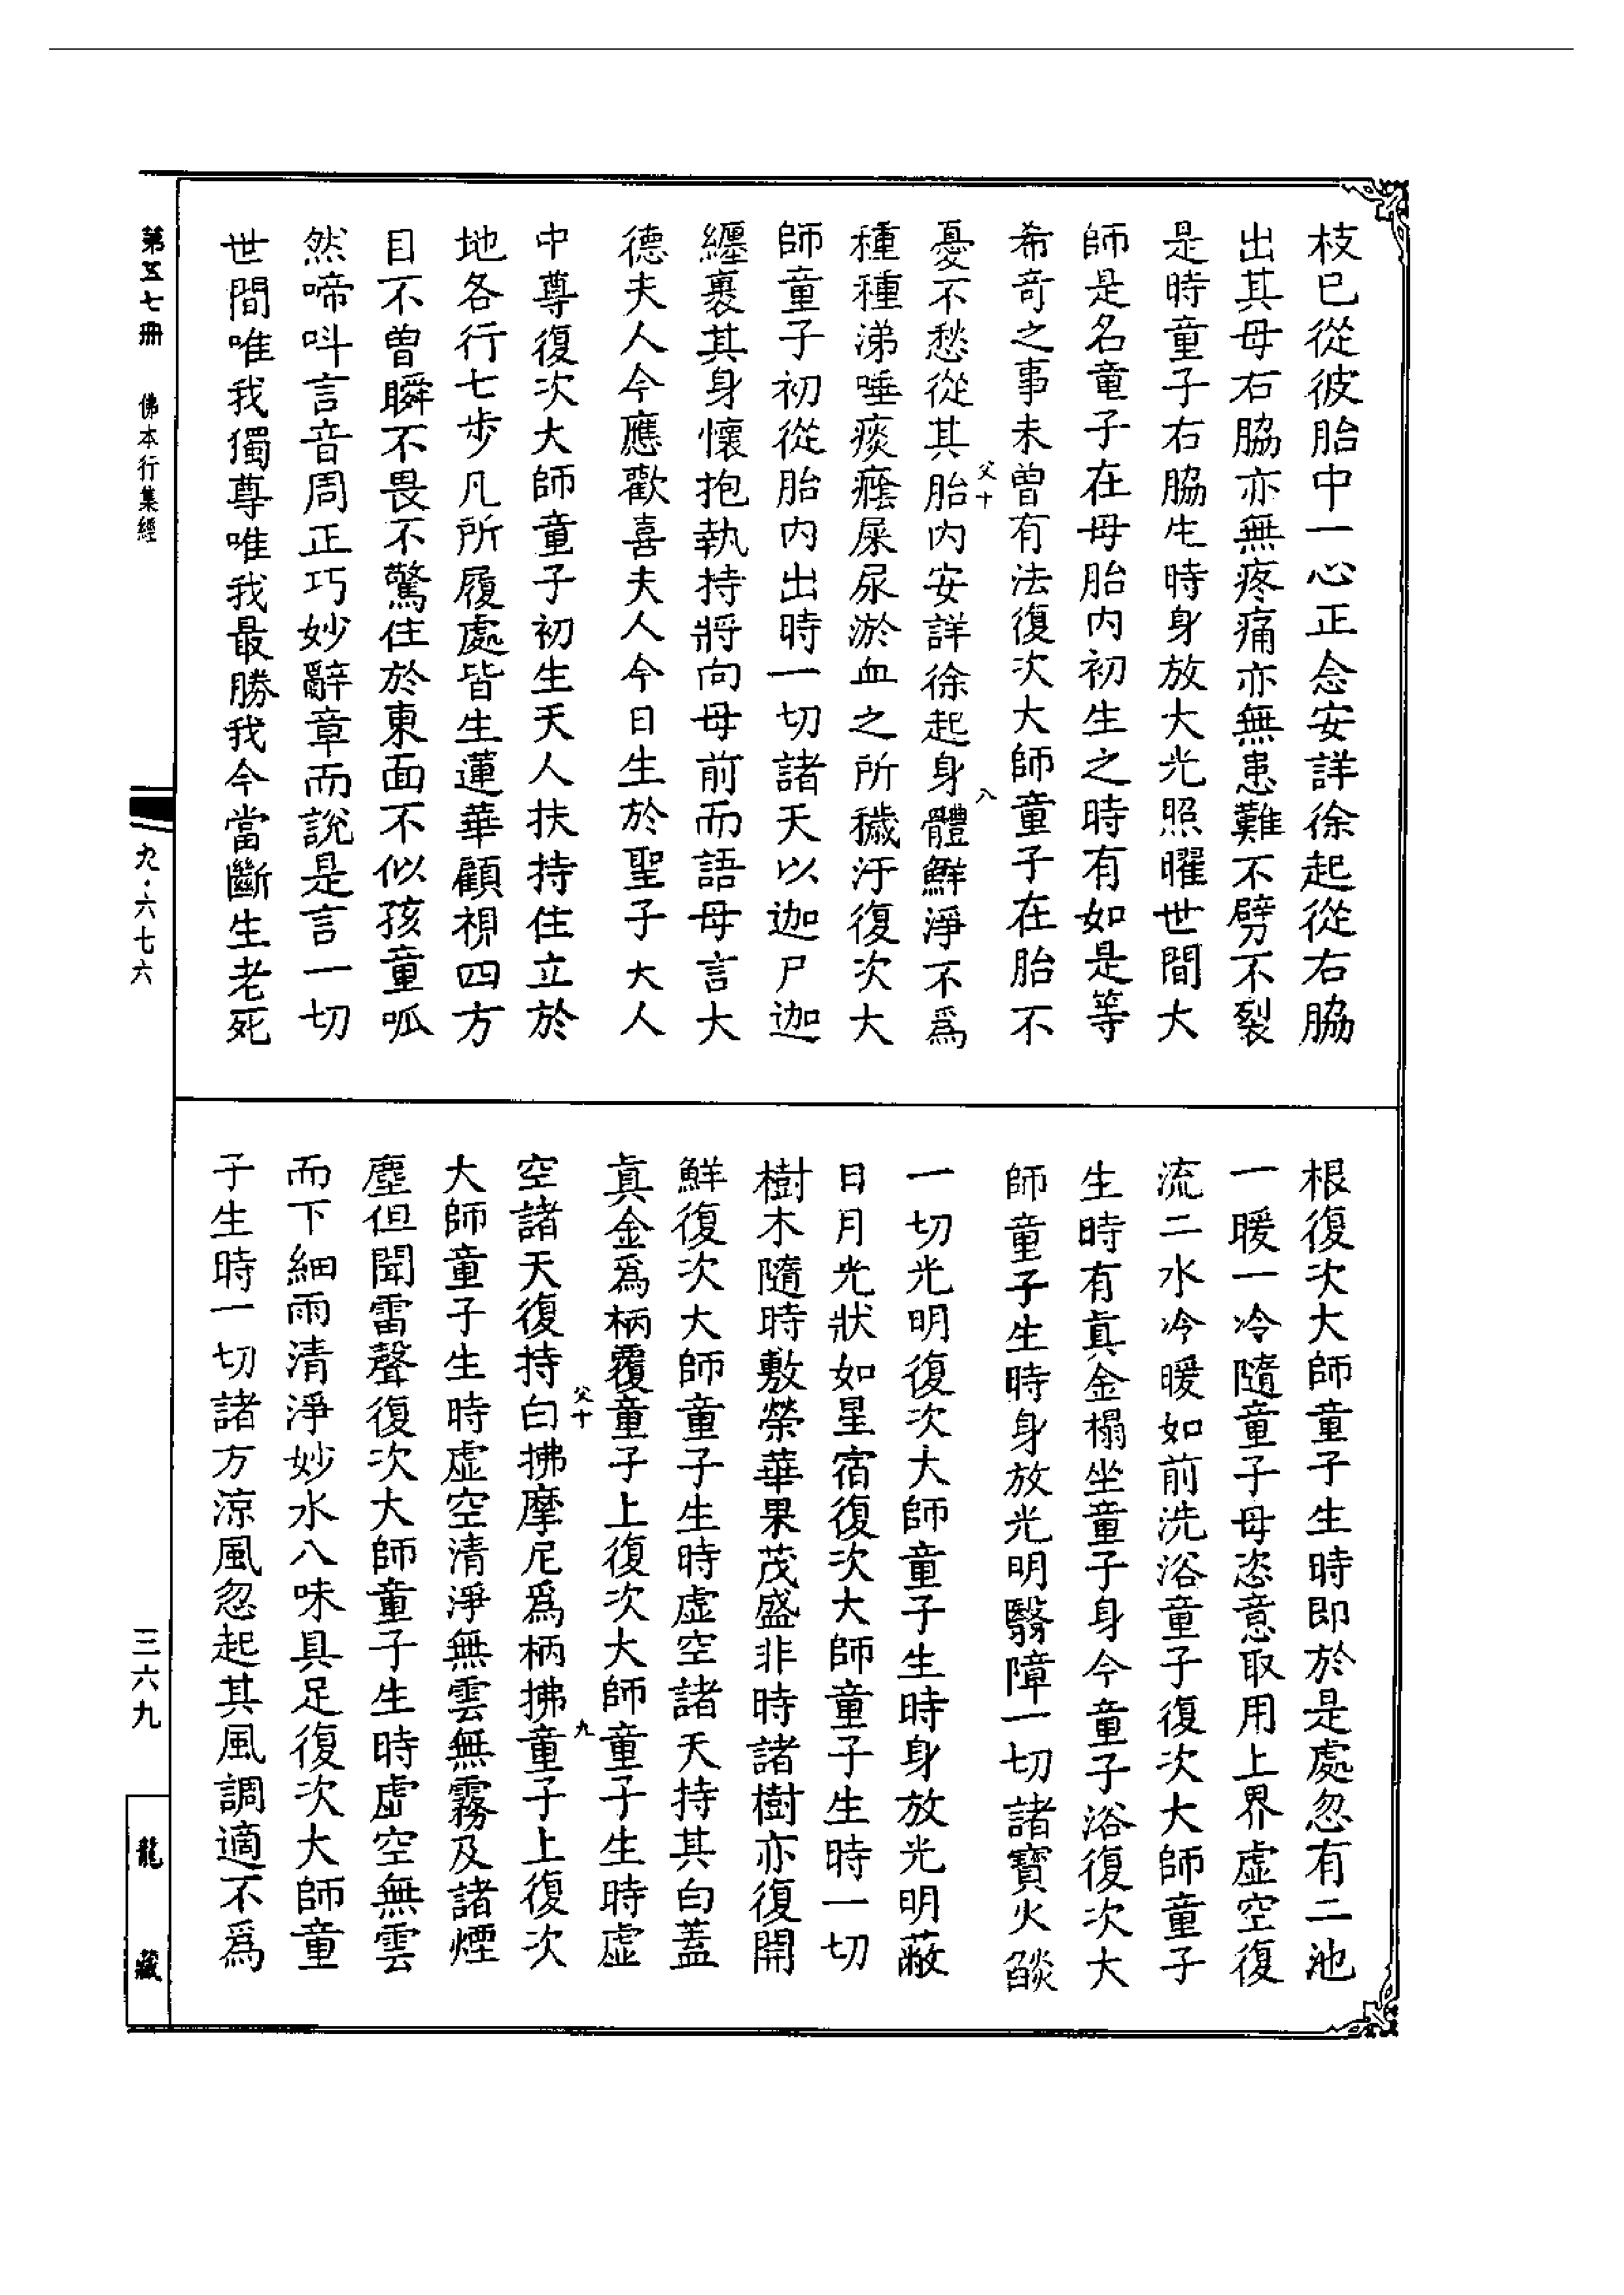 枝已從彼胎中一心正念安詳徐起從右脇
出其母右脇亦無疼痛亦無患難不劈不裂
是時童子右脇生時身放大光照曜世間大
師是名童子在母胎內初生之時有如是等
希奇之事未曾有法復次大師童子在胎不
父十
八
憂不愁從其胎內安詳徐起身體鮮淨不爲
種種涕唾痰癊屎尿淤血之所穢汙復次大
師童子初從胎內出時一切諸天以迦尸迦
纏裹其身懷抱執持將向母前而語母言大
德夫人今應歡喜夫人今日生於聖子大人
中尊復次大師童子初生天人扶持住立於
地各行七步凡所履處皆生蓮華顧視四方
目不曾瞬不畏不驚住於東面不似孩童呱
然啼呌言音周正巧妙辭章而說是言一切
世間唯我獨尊唯我最勝我今當斷生老死
根復次大師童子生時即於是處忽有二池
一暖一冷隨童子母恣意取用上界虛空復
流二水冷暖如前洗浴童子復次大師童子
生時有眞金榻坐童子身令童子浴復次大
師童子生時身放光明翳障一切諸寶火燄
一切光明復次大師童子生時身放光明蔽
日月光狀如星宿復次大師童子生時一切
樹木隨時敷榮華果茂盛非時諸樹亦復開
鮮復次大師童子生時虛空諸天持其白蓋
眞金爲柄覆童子上復次大師童子生時虛
父十
九
空諸天復持白拂摩尼爲柄拂童子上復次
大師童子生時虛空清淨無雲無霧及諸煙
塵但聞雷聲復次大師童子生時虛空無雲
而下細雨清淨妙水八味具足復次大師童
子生時一切諸方涼風忽起其風調適不爲
第五七冊 佛本行集經
九·六七六
三六九
龍藏